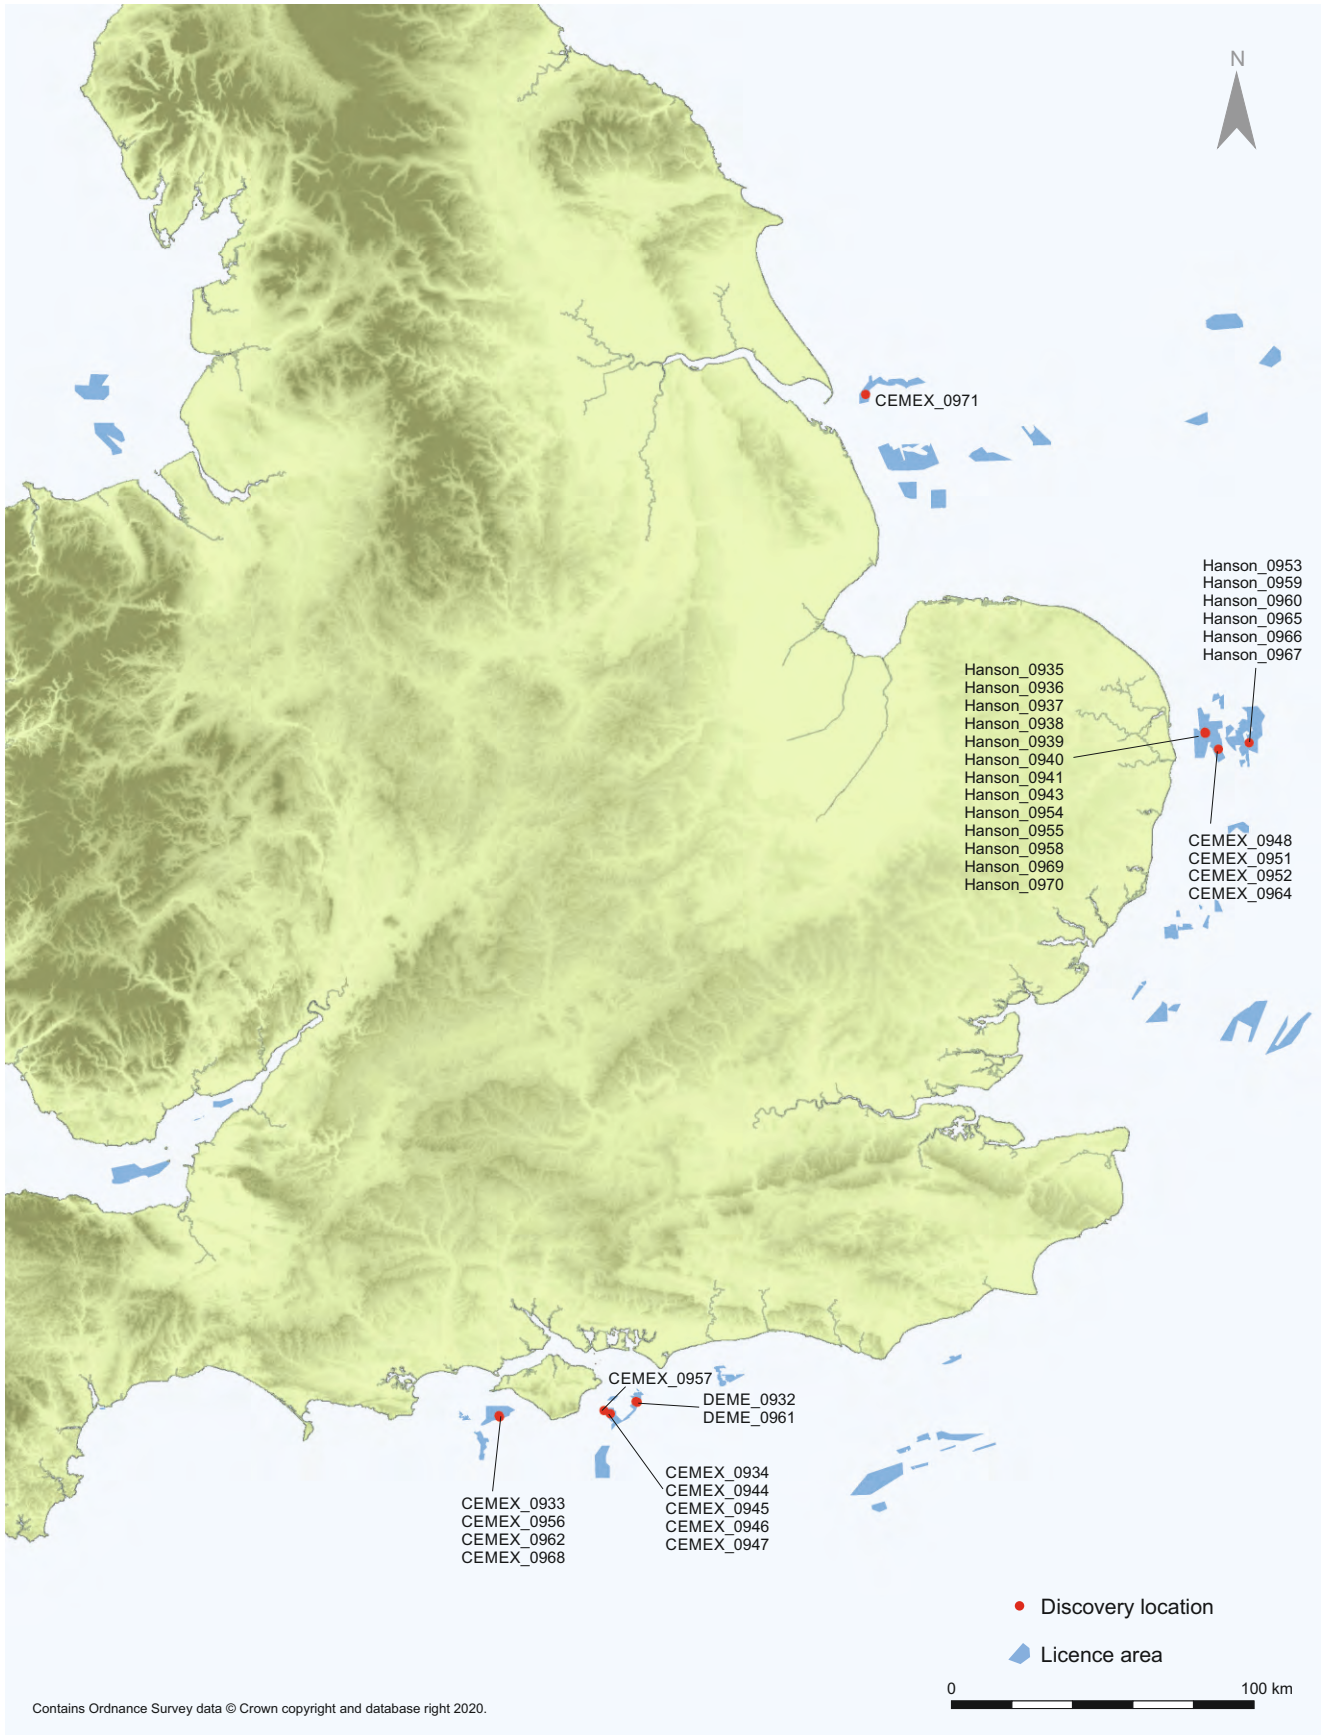 N
CEMEX_0971
Hanson_0953
Hanson_0959
Hanson_0960
Hanson_0965
Hanson_0966
Hanson_0967
Hanson_0935
Hanson_0936
Hanson_0937
Hanson_0938
Hanson_0939
Hanson_0940
Hanson_0941
Hanson_0943
Hanson_0954
Hanson_0955
Hanson_0958
Hanson_0969
Hanson_0970
CEMEX_0948
CEMEX_0951
CEMEX_0952
CEMEX_0964
CEMEX_0957
DEME_0932
DEME_0961
CEMEX_0934
CEMEX_0944
CEMEX_0945
CEMEX_0946
CEMEX_0947
CEMEX_0933
CEMEX_0956
CEMEX_0962
CEMEX_0968
Discovery location
Licence area
0 100 km
Contains Ordnance Survey data © Crown copyright and database right 2020.